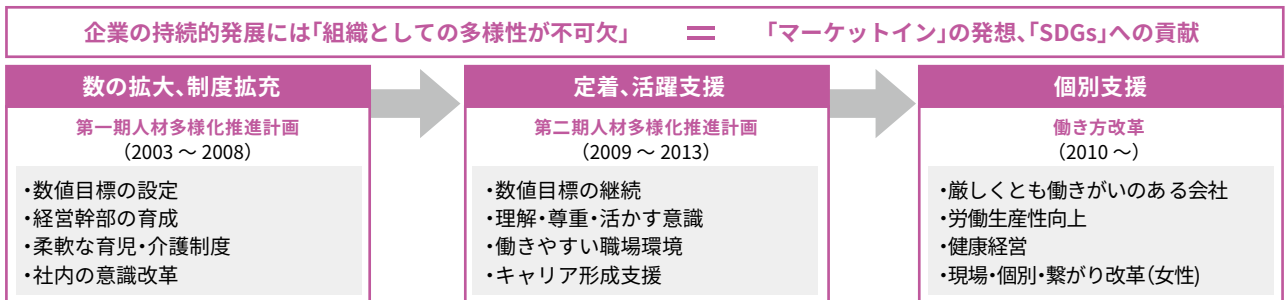 企業の持続的発展には「組織としての多様性が不可欠」 = 「マーケットイン」の発想、「SDGs」への貢献
数の拡大、制度拡充
第一期人材多様化推進計画
（2003 ～ 2008）
・数値目標の設定
・経営幹部の育成
・柔軟な育児・介護制度
・社内の意識改革
定着、活躍支援
第二期人材多様化推進計画
（2009 ～ 2013）
・数値目標の継続
・理解・尊重・活かす意識
・働きやすい職場環境
・キャリア形成支援
個別支援
働き方改革
（2010 ～）
・厳しくとも働きがいのある会社
・労働生産性向上
・健康経営
・現場・個別・繋がり改革（女性)